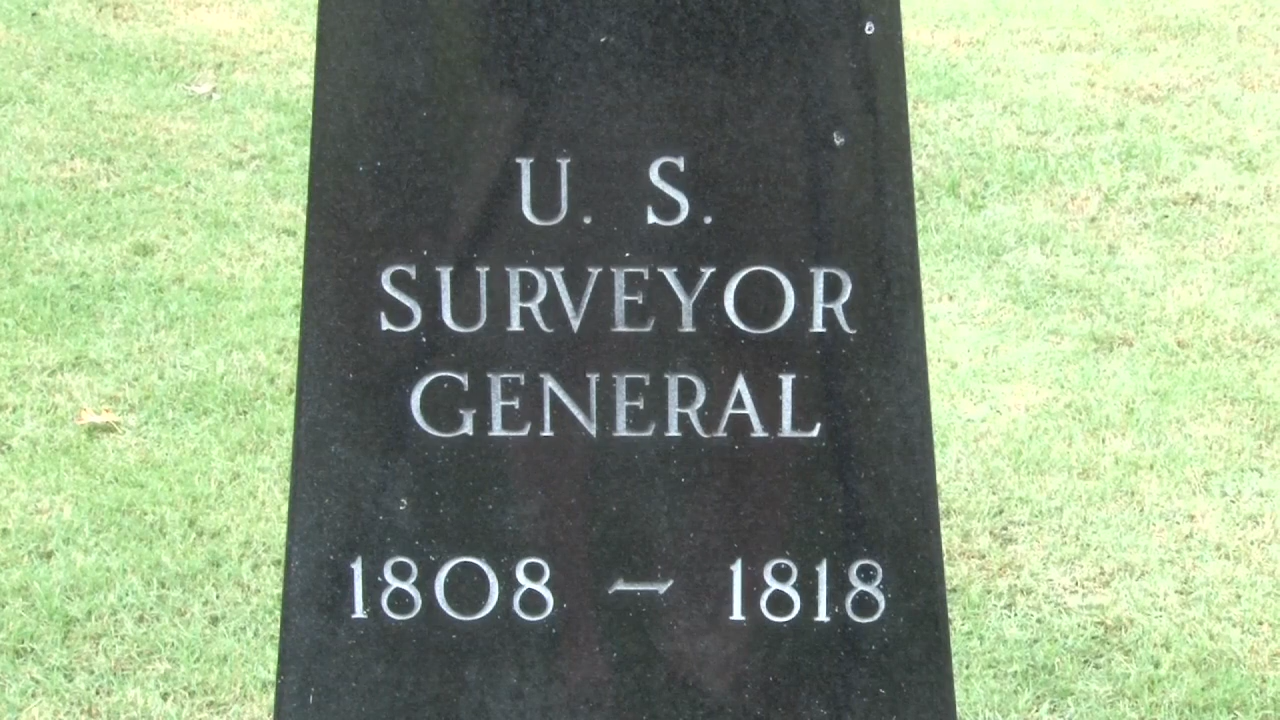 U. S.
SURVEYOR
GENERAL
1808 – 1818